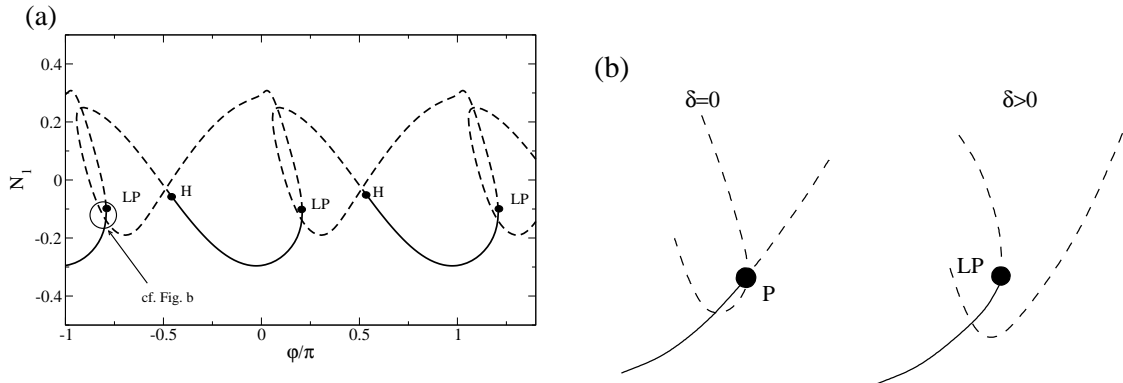 (a)
0.4
0.2
0
-0.2
-0.4
N₁
LP
H
LP
H
LP
cf. Fig. b
-1
-0.5
0
0.5
1
φ/π
(b)
δ=0
δ>0
P
LP